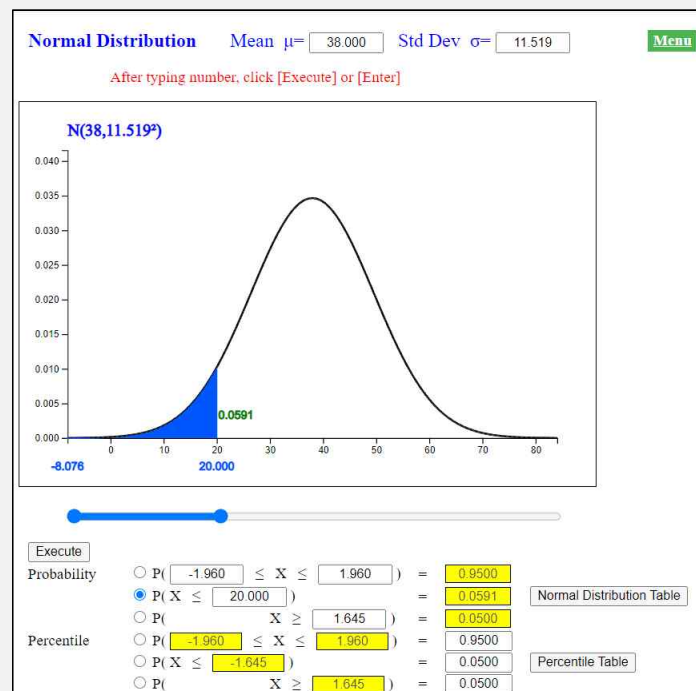 Normal Distribution Mean μ= 38.000 Std Dev σ= 11.519 Menu
After typing number, click [Execute] or [Enter]
N(38,11.519²)
0.040
0.035
0.030
0.025
0.020
0.015
0.010
0.005
0.0591
0.000
0 10 20 30 40 50 60 70 80
-8.076 20.000
Execute
Probability P( -1.960 ≤ X ≤ 1.960 ) = 0.9500
P( X ≤ 20.000 ) = 0.0591 Normal Distribution Table
P( X ≥ 1.645 ) = 0.0500
Percentile P( -1.960 ≤ X ≤ 1.960 ) = 0.9500
P( X ≤ -1.645 ) = 0.0500 Percentile Table
P( X ≥ 1.645 ) = 0.0500